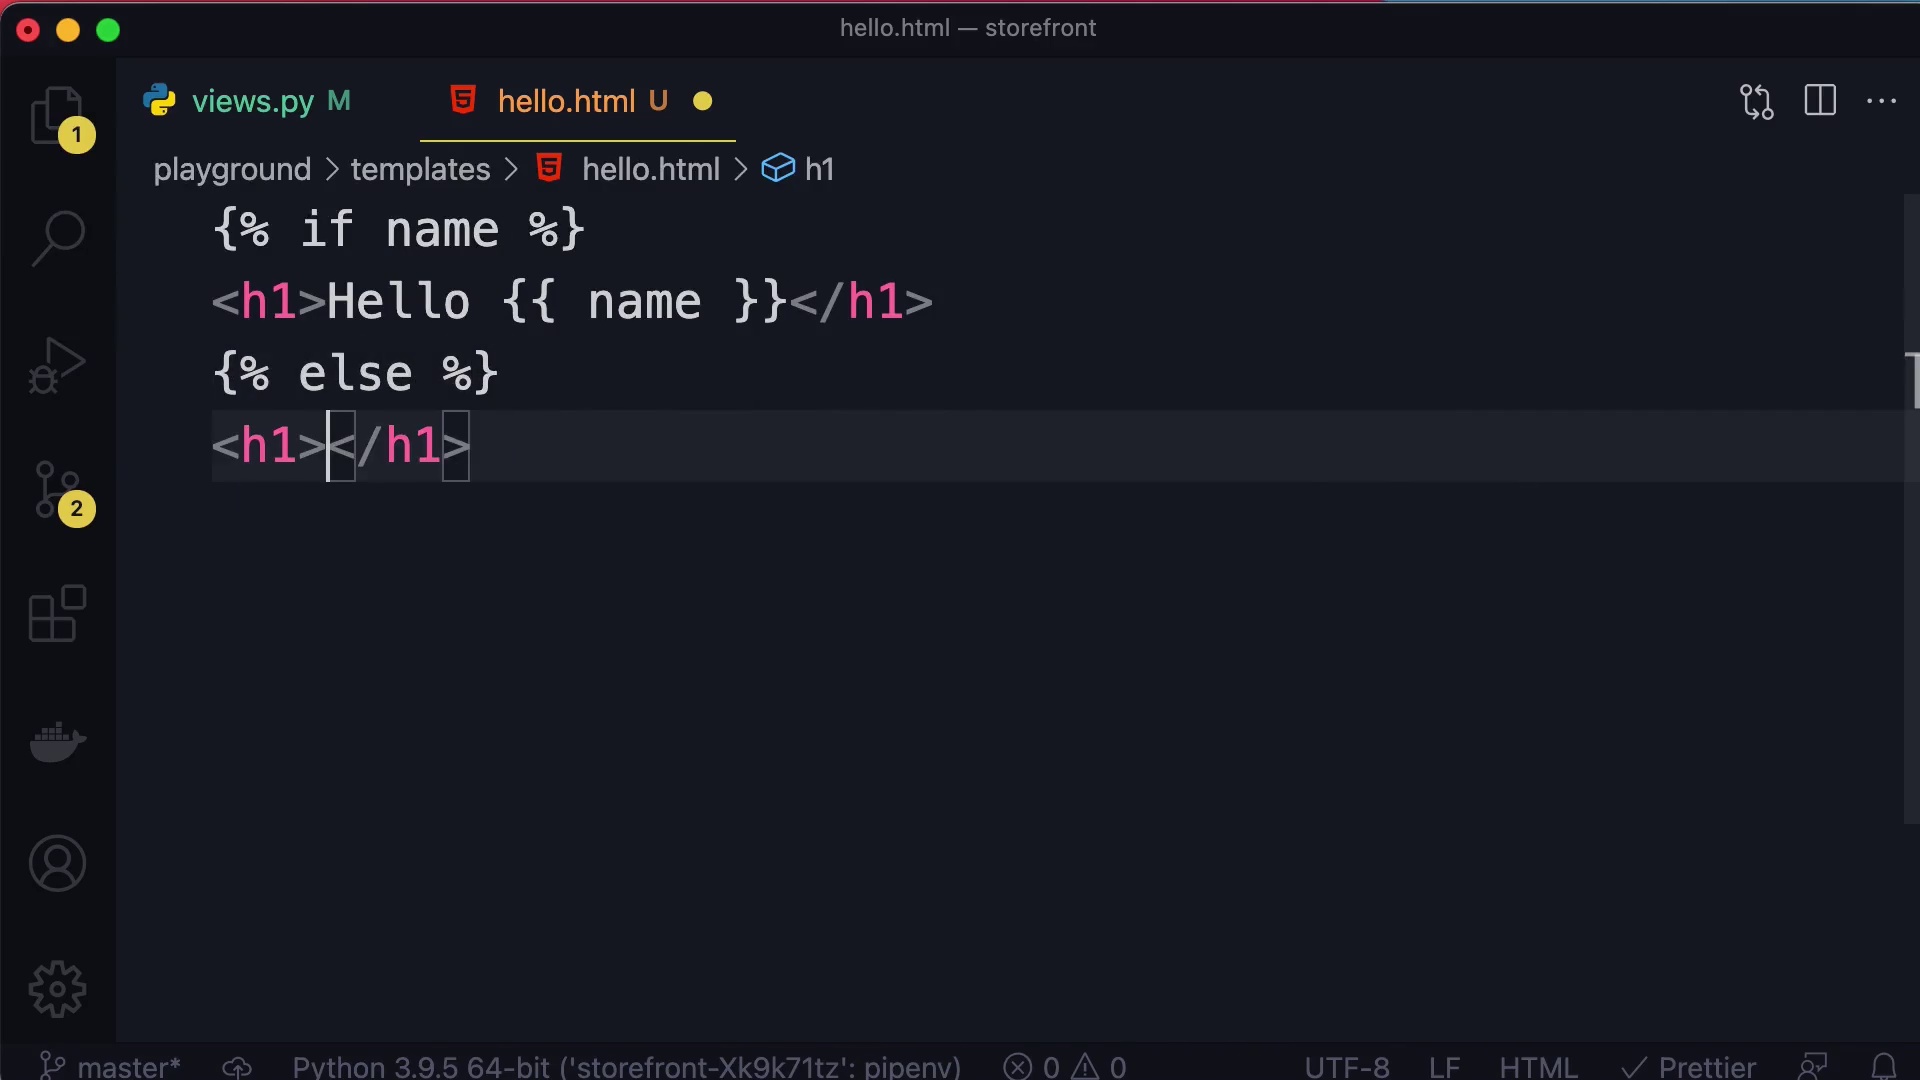 hello.html — storefront
views.py M
hello.html U
1
playground > templates > hello.html > h1
{% if name %}
<h1>Hello {{ name }}</h1>
{% else %}
<h1></h1>
2
master*
Python 3.9.5 64-bit ('storefront-Xk9k71tz': pipenv)
0
0
UTF-8
LF
HTML
Prettier